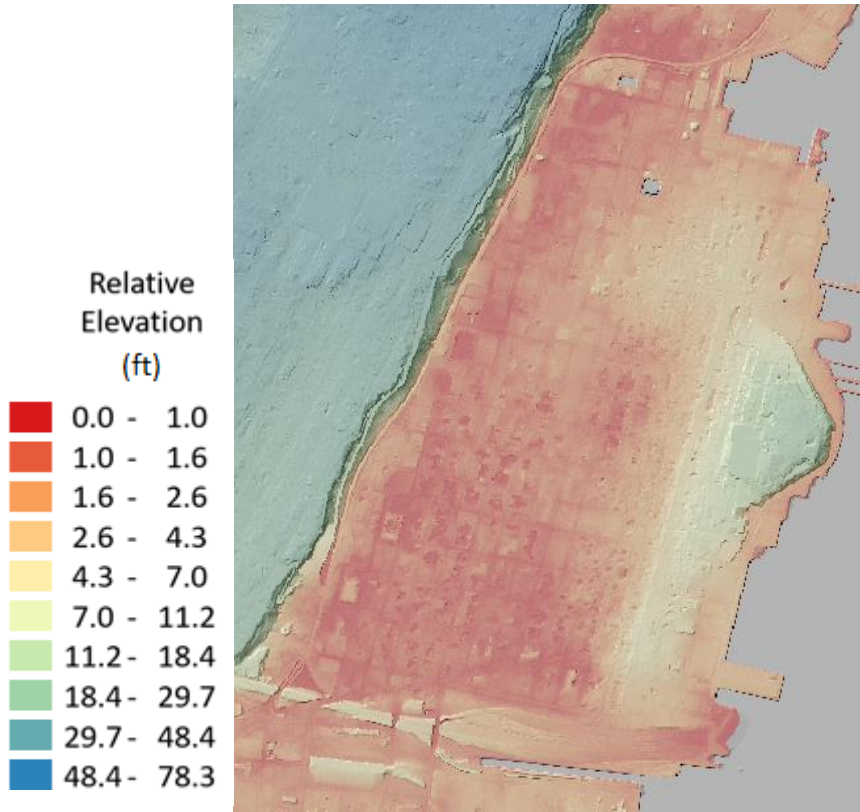 Relative
Elevation
(ft)
0.0 - 1.0
1.0 - 1.6
1.6 - 2.6
2.6 - 4.3
4.3 - 7.0
7.0 - 11.2
11.2 - 18.4
18.4 - 29.7
29.7 - 48.4
48.4 - 78.3